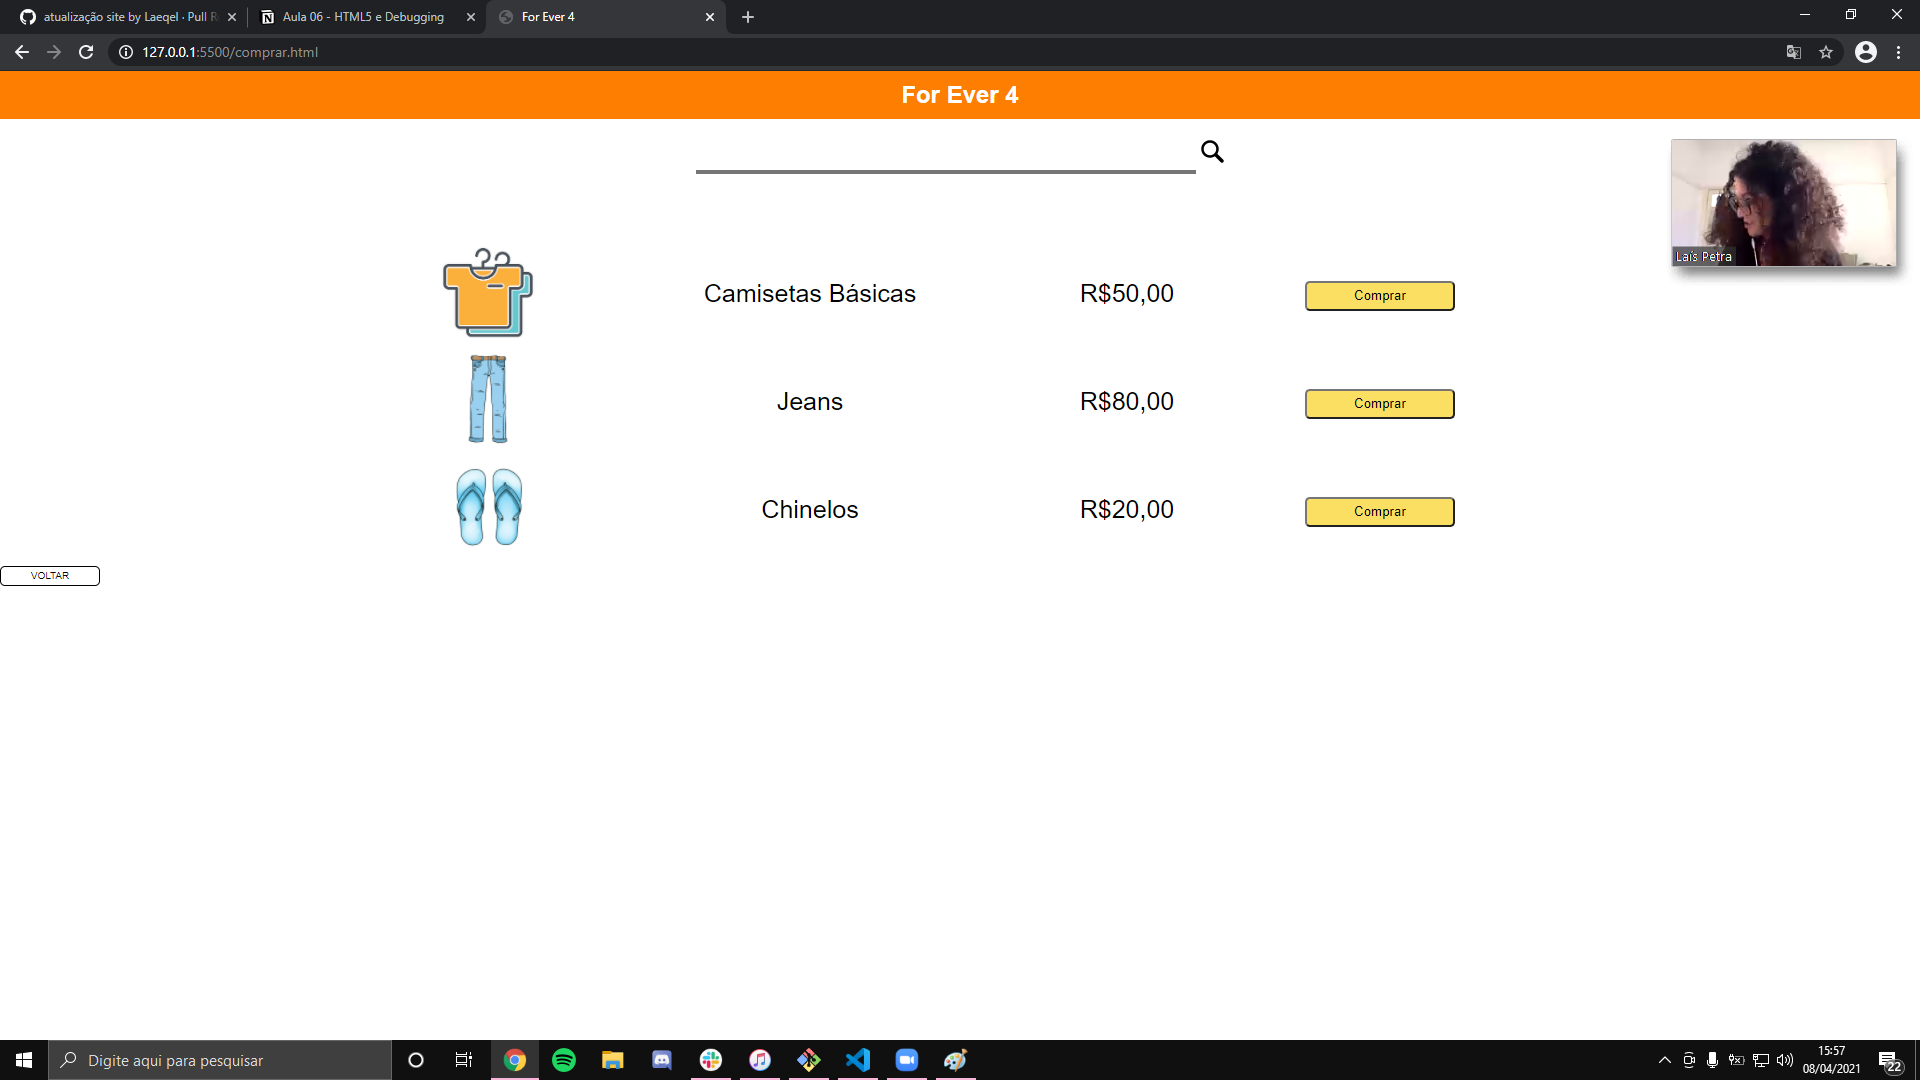 atualização site by Laeqel · Pull R
Aula 06 - HTML5 e Debugging
For Ever 4
127.0.0.1:5500/comprar.html
For Ever 4
Laís Petra
Camisetas Básicas R$50,00 Comprar
Jeans R$80,00 Comprar
Chinelos R$20,00 Comprar
VOLTAR
Digite aqui para pesquisar
15:57
08/04/2021
22